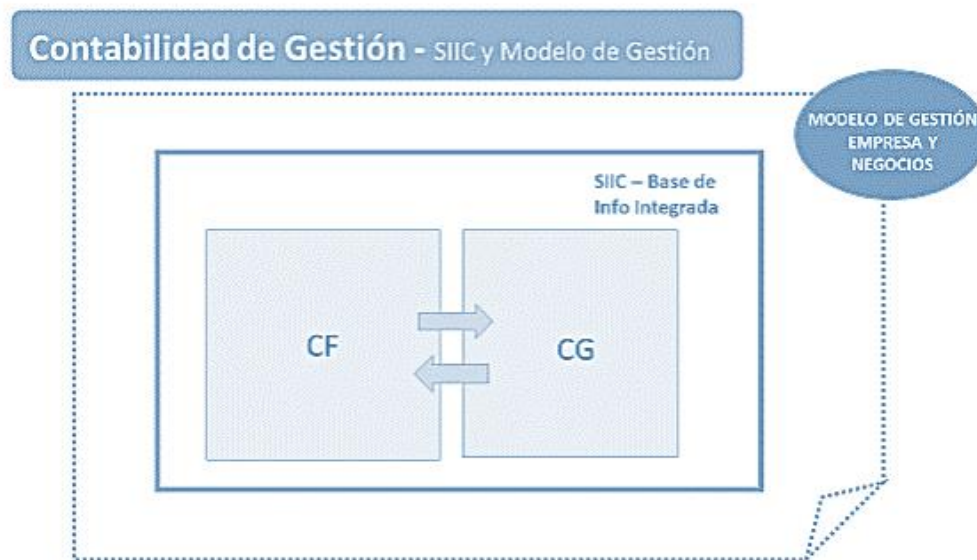 Contabilidad de Gestión - SIIC y Modelo de Gestión
MODELO DE GESTIÓN
EMPRESA Y
NEGOCIOS
SIIC – Base de
Info Integrada
CF
CG